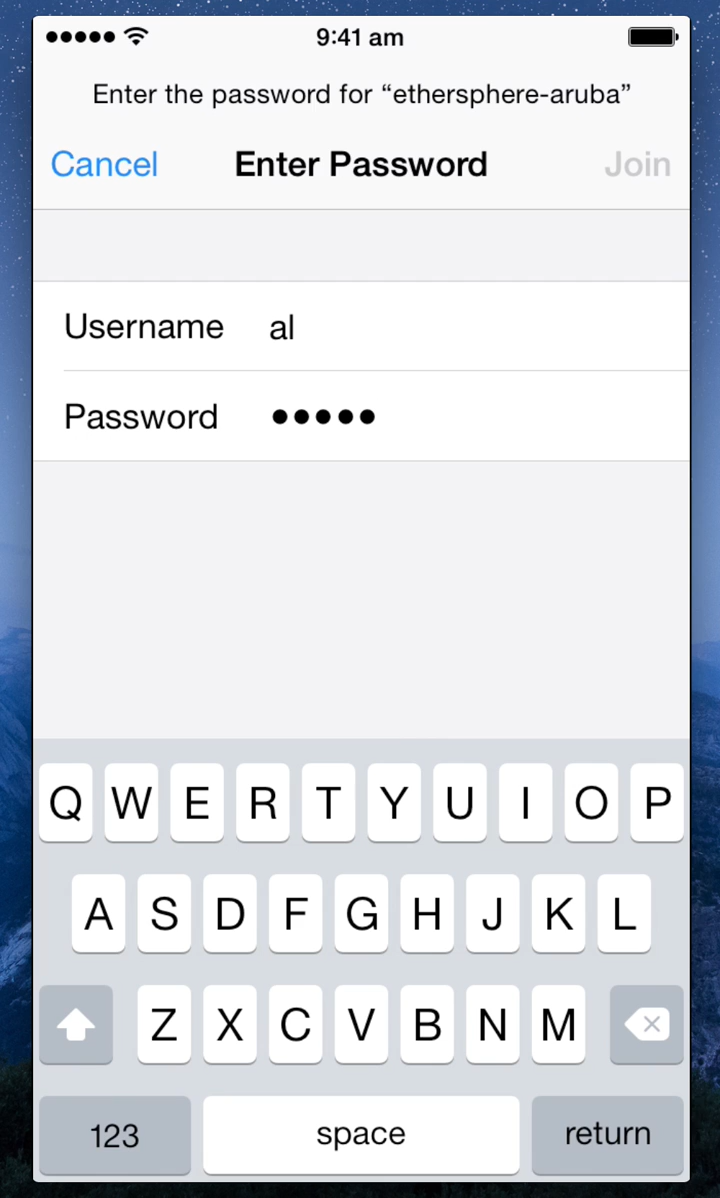 9:41 am
Enter the password for “ethersphere-aruba”
Cancel Enter Password Join
Username al
Password •••••
Q W E R T Y U I O P
A S D F G H J K L
Z X C V B N M
123 space return